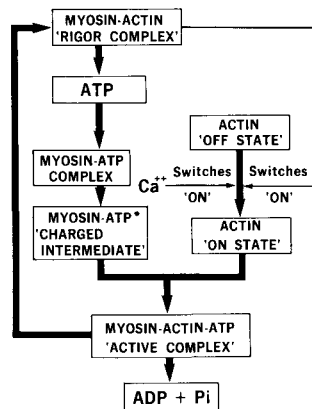 MYOSIN-ACTIN
'RIGOR COMPLEX'
ATP
MYOSIN-ATP
COMPLEX
MYOSIN-ATP*
'CHARGED
INTERMEDIATE'
ACTIN
'OFF STATE'
Ca++
Switches
'ON'
Switches
'ON'
ACTIN
'ON STATE'
MYOSIN-ACTIN-ATP
'ACTIVE COMPLEX'
ADP + Pi